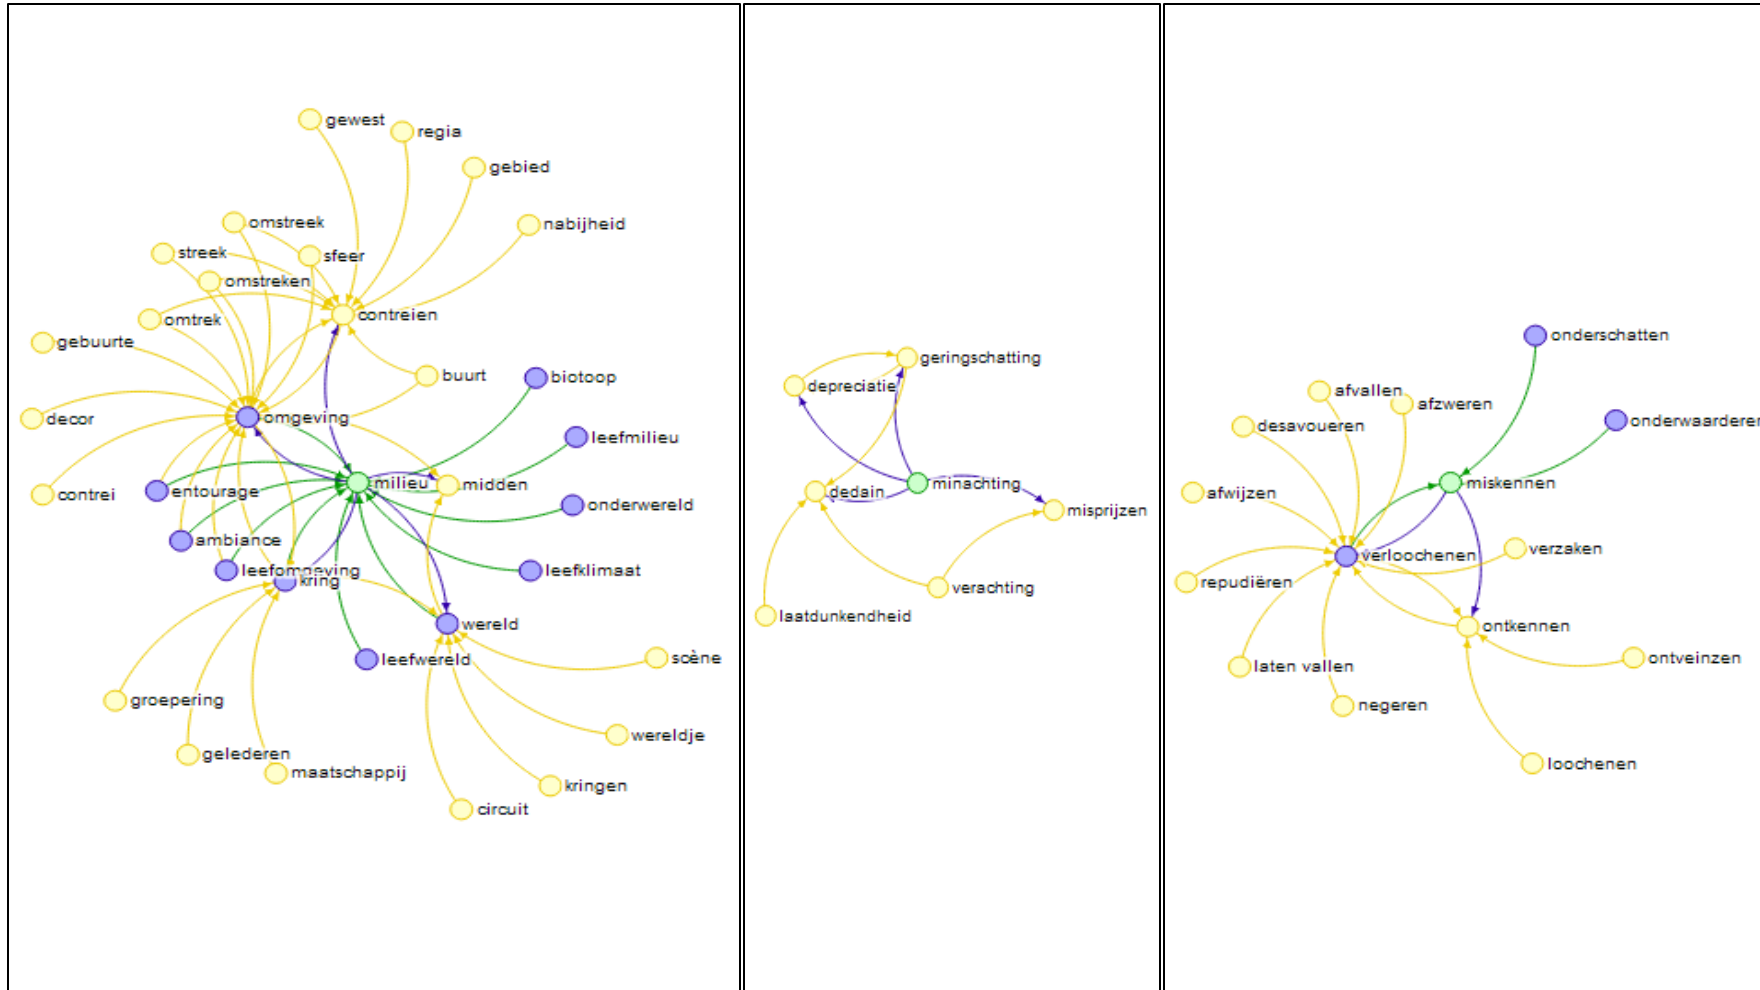 gewest
regia
gebied
omstreek
nabijheid
streek
sfeer
omstreken
contreien
omtrek
gebuurte
buurt
biotoop
decor
omgeving
leefmilieu
milieu
midden
contrei
entourage
onderwereld
ambiance
leefomgeving
leefklimaat
kring
wereld
leefwereld
scène
groepering
wereldje
gelederen
maatschappij
kringen
circuit
geringschatting
depreciatie
minachting
dedain
misprijzen
verachting
laatdunkendheid
onderschatten
afvallen
afzweren
desavoueren
onderwaarderen
miskennen
afwijzen
verloochenen
verzaken
repudiëren
ontkennen
laten vallen
ontveinzen
negeren
loochenen